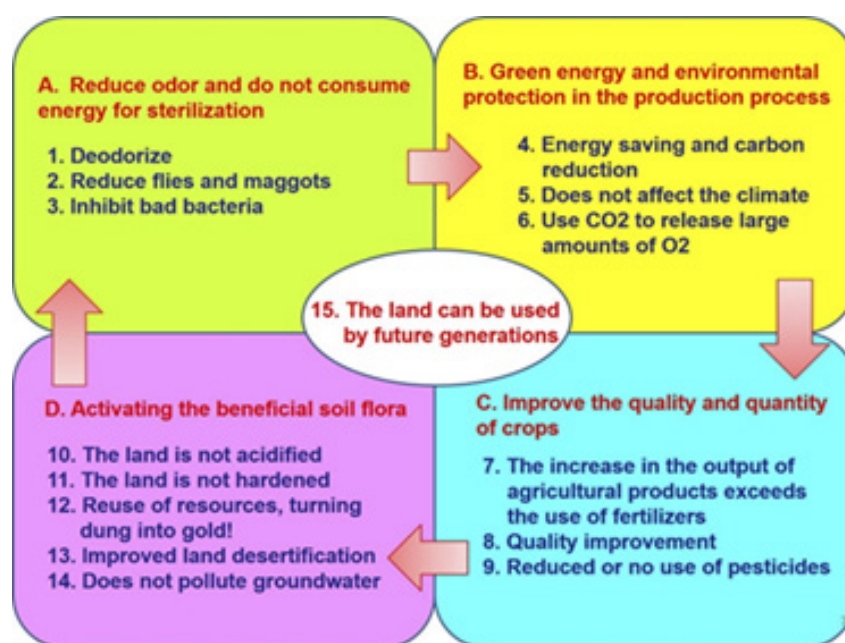 A. Reduce odor and do not consume
energy for sterilization
1. Deodorize
2. Reduce flies and maggots
3. Inhibit bad bacteria
B. Green energy and environmental
protection in the production process
4. Energy saving and carbon
reduction
5. Does not affect the climate
6. Use CO2 to release large
amounts of O2
15. The land can be used
by future generations
D. Activating the beneficial soil flora
10. The land is not acidified
11. The land is not hardened
12. Reuse of resources, turning
dung into gold!
13. Improved land desertification
14. Does not pollute groundwater
C. Improve the quality and quantity
of crops
7. The increase in the output of
agricultural products exceeds
the use of fertilizers
8. Quality improvement
9. Reduced or no use of pesticides